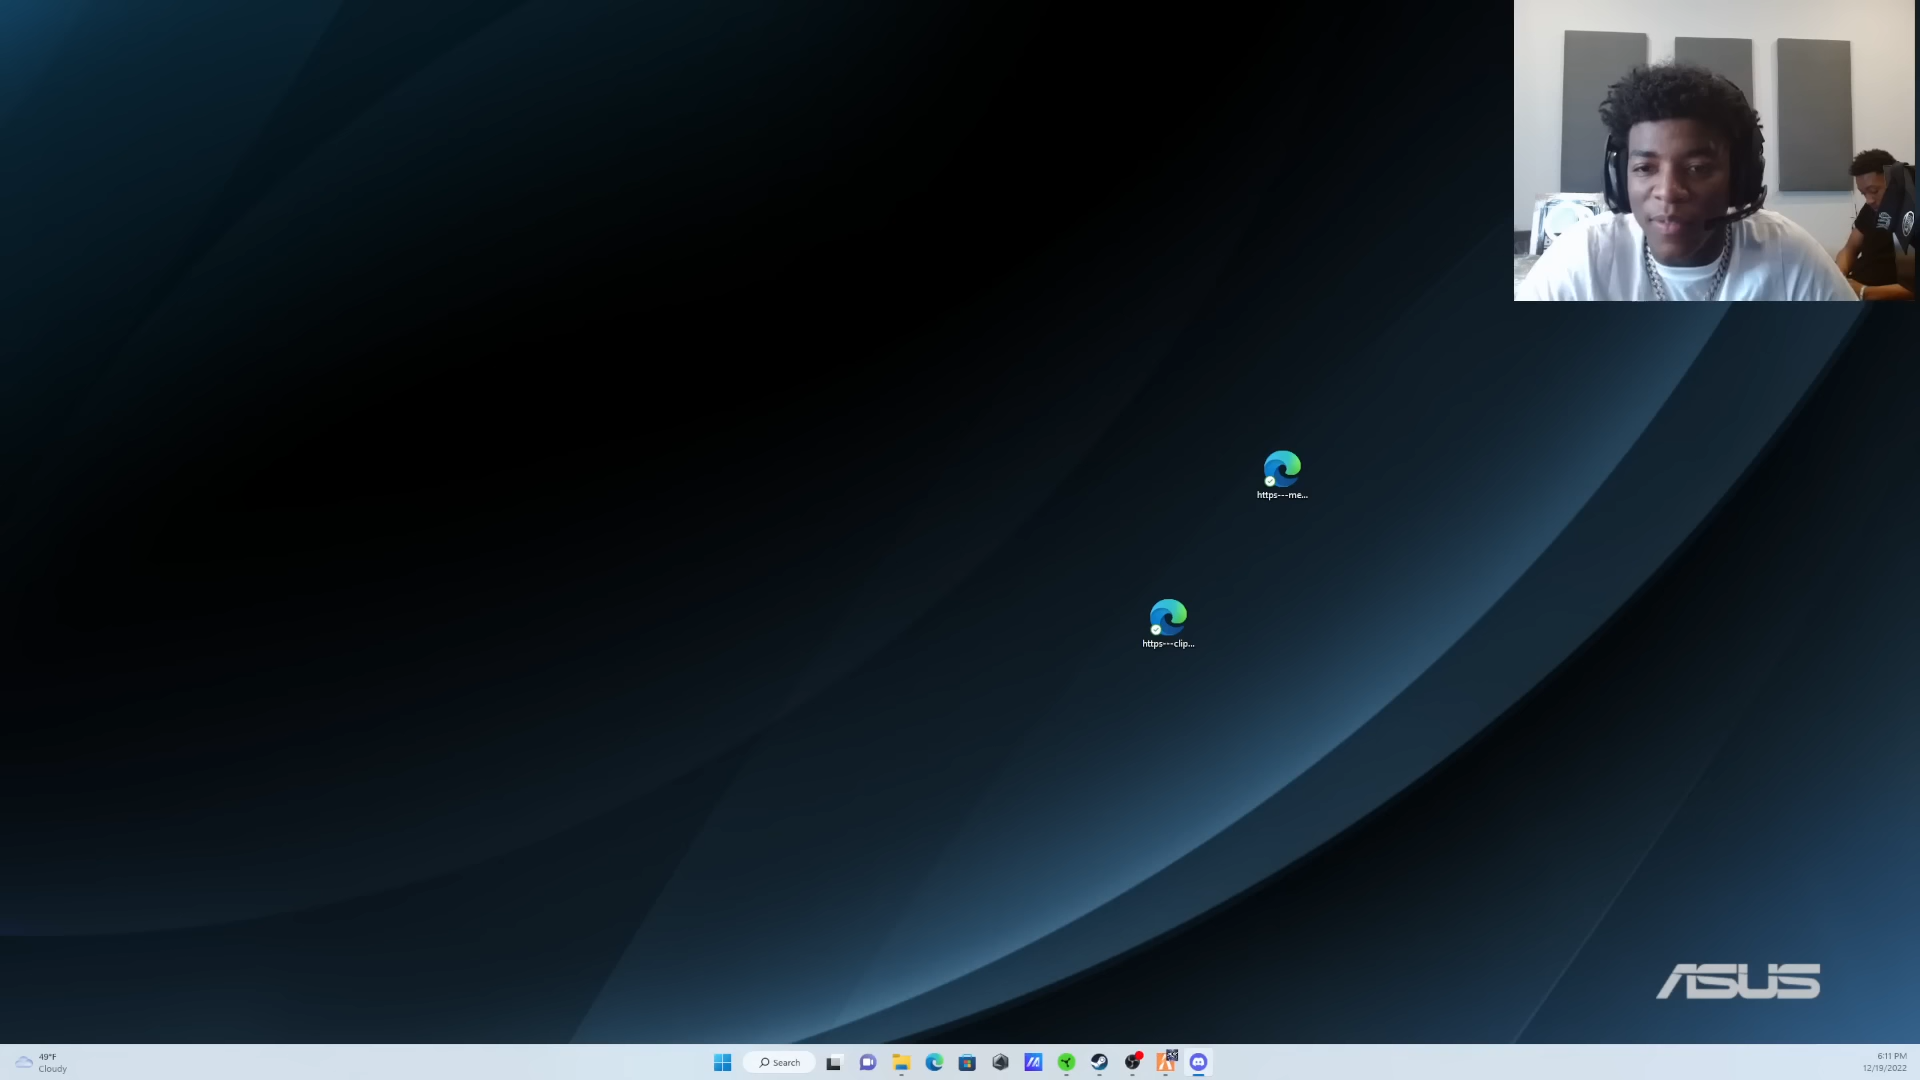 https---me...
https---clip...
ASUS
49°F
Cloudy
Search
6:11 PM
12/19/2022